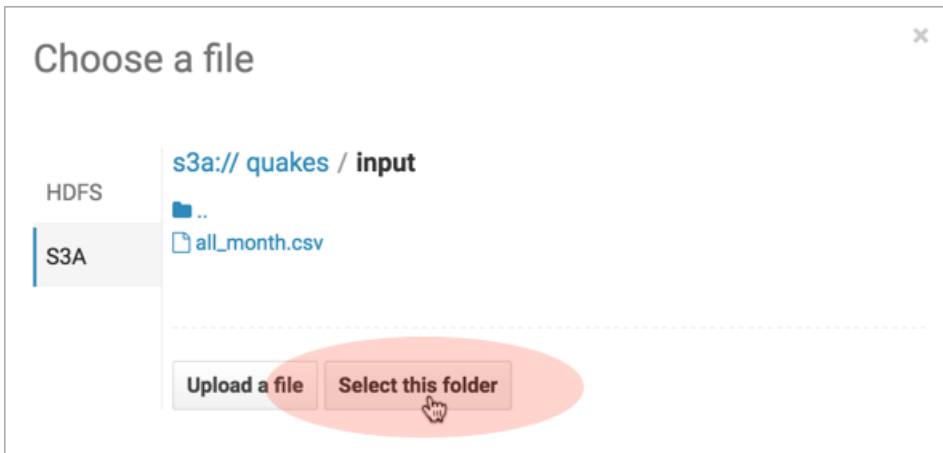 Choose a file
×
HDFS
S3A
s3a:// quakes / input
..
all_month.csv
Upload a file
Select this folder